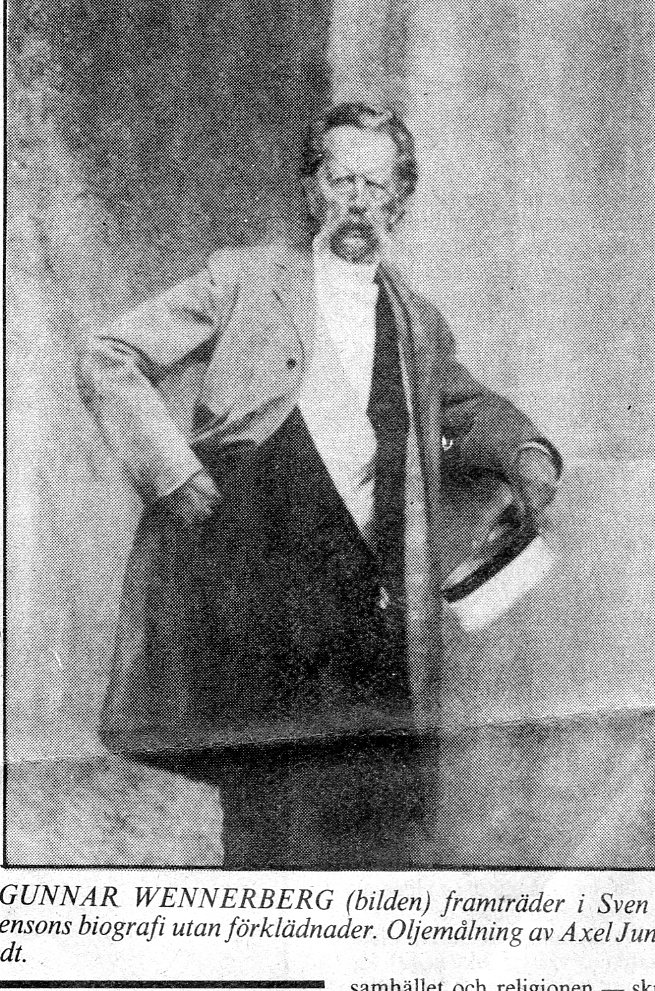 GUNNAR WENNERBERG (bilden) framträder i Sven
ensons biografi utan förklädnader. Oljemålning av Axel Jun
dt.
samhället och religionen —